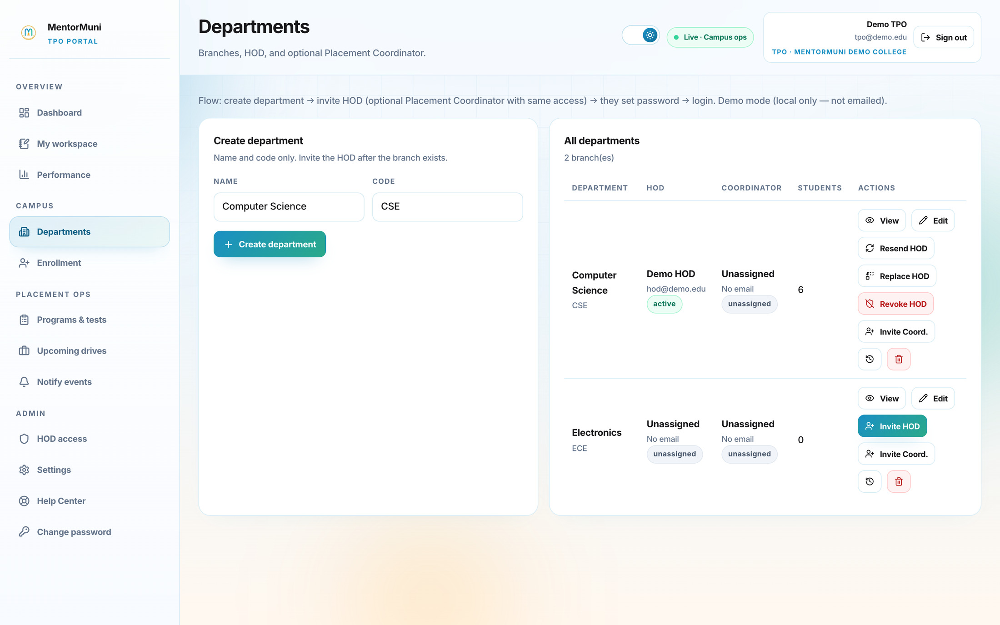 MentorMuni
TPO PORTAL
OVERVIEW
Dashboard
My workspace
Performance
CAMPUS
Departments
Enrollment
PLACEMENT OPS
Programs & tests
Upcoming drives
Notify events
ADMIN
HOD access
Settings
Help Center
Change password
Departments
Branches, HOD, and optional Placement Coordinator.
Live · Campus ops
Demo TPO
tpo@demo.edu
TPO · MENTORMUNI DEMO COLLEGE
Sign out
Flow: create department → invite HOD (optional Placement Coordinator with same access) → they set password → login. Demo mode (local only — not emailed).
Create department
Name and code only. Invite the HOD after the branch exists.
NAME CODE
Computer Science CSE
Create department
All departments
2 branch(es)
DEPARTMENT HOD COORDINATOR STUDENTS ACTIONS
Computer Science
CSE
Demo HOD
hod@demo.edu
active
Unassigned
No email
unassigned
6
View Edit
Resend HOD
Replace HOD
Revoke HOD
Invite Coord.
Electronics
ECE
Unassigned
No email
unassigned
Unassigned
No email
unassigned
0
View Edit
Invite HOD
Invite Coord.